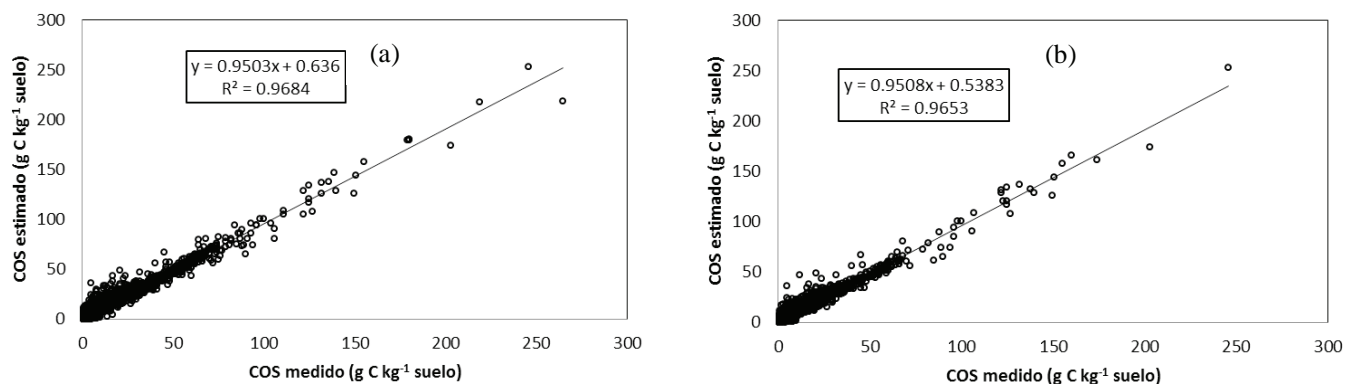 300
250
200
150
100
50
0
COS estimado (g C kg⁻¹ suelo)
y = 0.9503x + 0.636
R² = 0.9684
(a)
0 50 100 150 200 250 300
COS medido (g C kg⁻¹ suelo)
300
250
200
150
100
50
0
COS estimado (g C kg⁻¹ suelo)
y = 0.9508x + 0.5383
R² = 0.9653
(b)
0 50 100 150 200 250 300
COS medido (g C kg⁻¹ suelo)